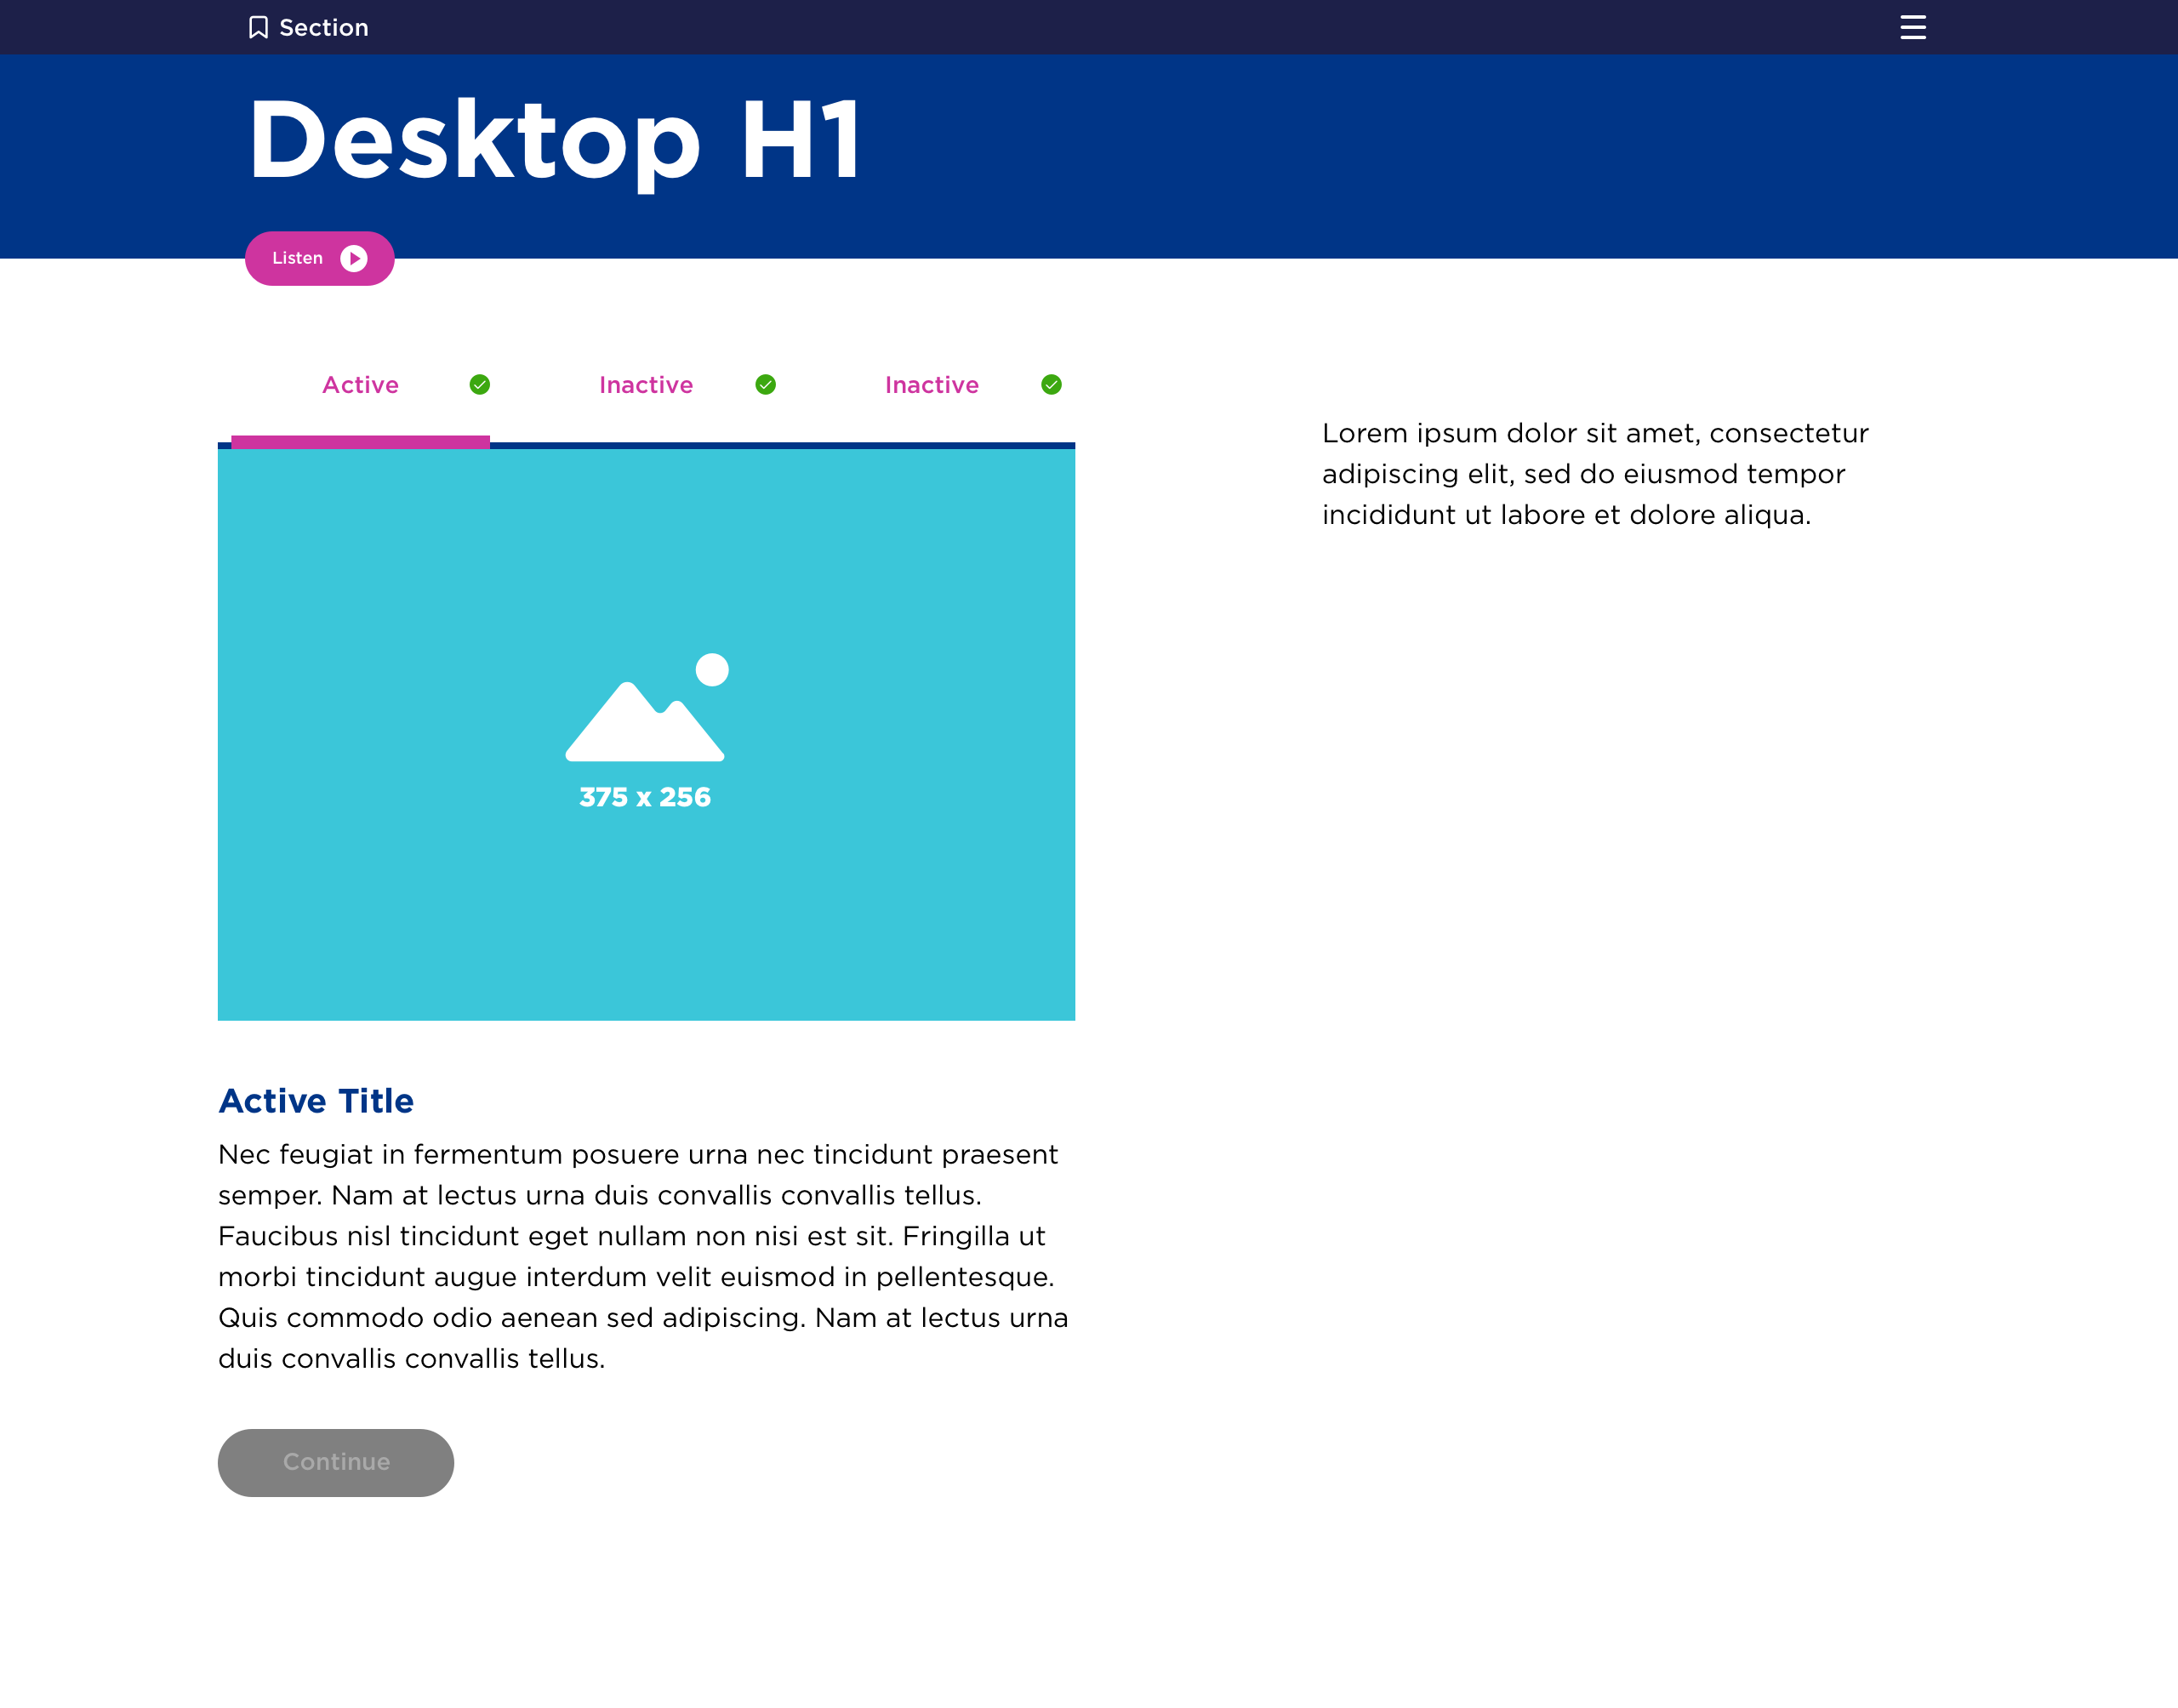 Section
Desktop H1
Listen
Active
Inactive
Inactive
Lorem ipsum dolor sit amet, consectetur
adipiscing elit, sed do eiusmod tempor
incididunt ut labore et dolore aliqua.
375 x 256
Active Title
Nec feugiat in fermentum posuere urna nec tincidunt praesent
semper. Nam at lectus urna duis convallis convallis tellus.
Faucibus nisl tincidunt eget nullam non nisi est sit. Fringilla ut
morbi tincidunt augue interdum velit euismod in pellentesque.
Quis commodo odio aenean sed adipiscing. Nam at lectus urna
duis convallis convallis tellus.
Continue